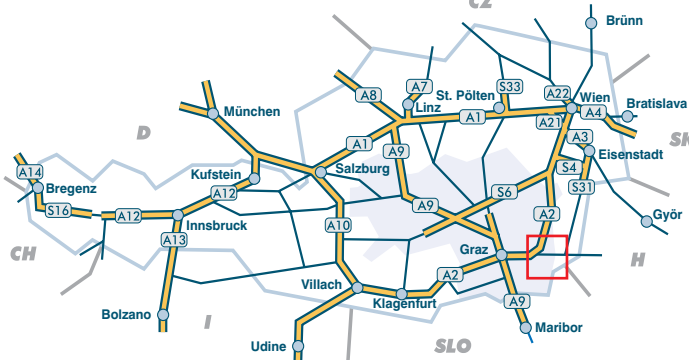 CZ
Brünn
A8
A7
Linz
St. Pölten
S33
A22
Wien
A4
Bratislava
A1
A21
A3
Eisenstadt
SK
München
D
A1
A9
Salzburg
S4
S31
A14
Bregenz
S16
A12
Kufstein
A12
Innsbruck
A13
S6
A9
A2
Györ
CH
A10
Graz
H
Villach
A2
Klagenfurt
A9
Bolzano
I
Maribor
Udine
SLO